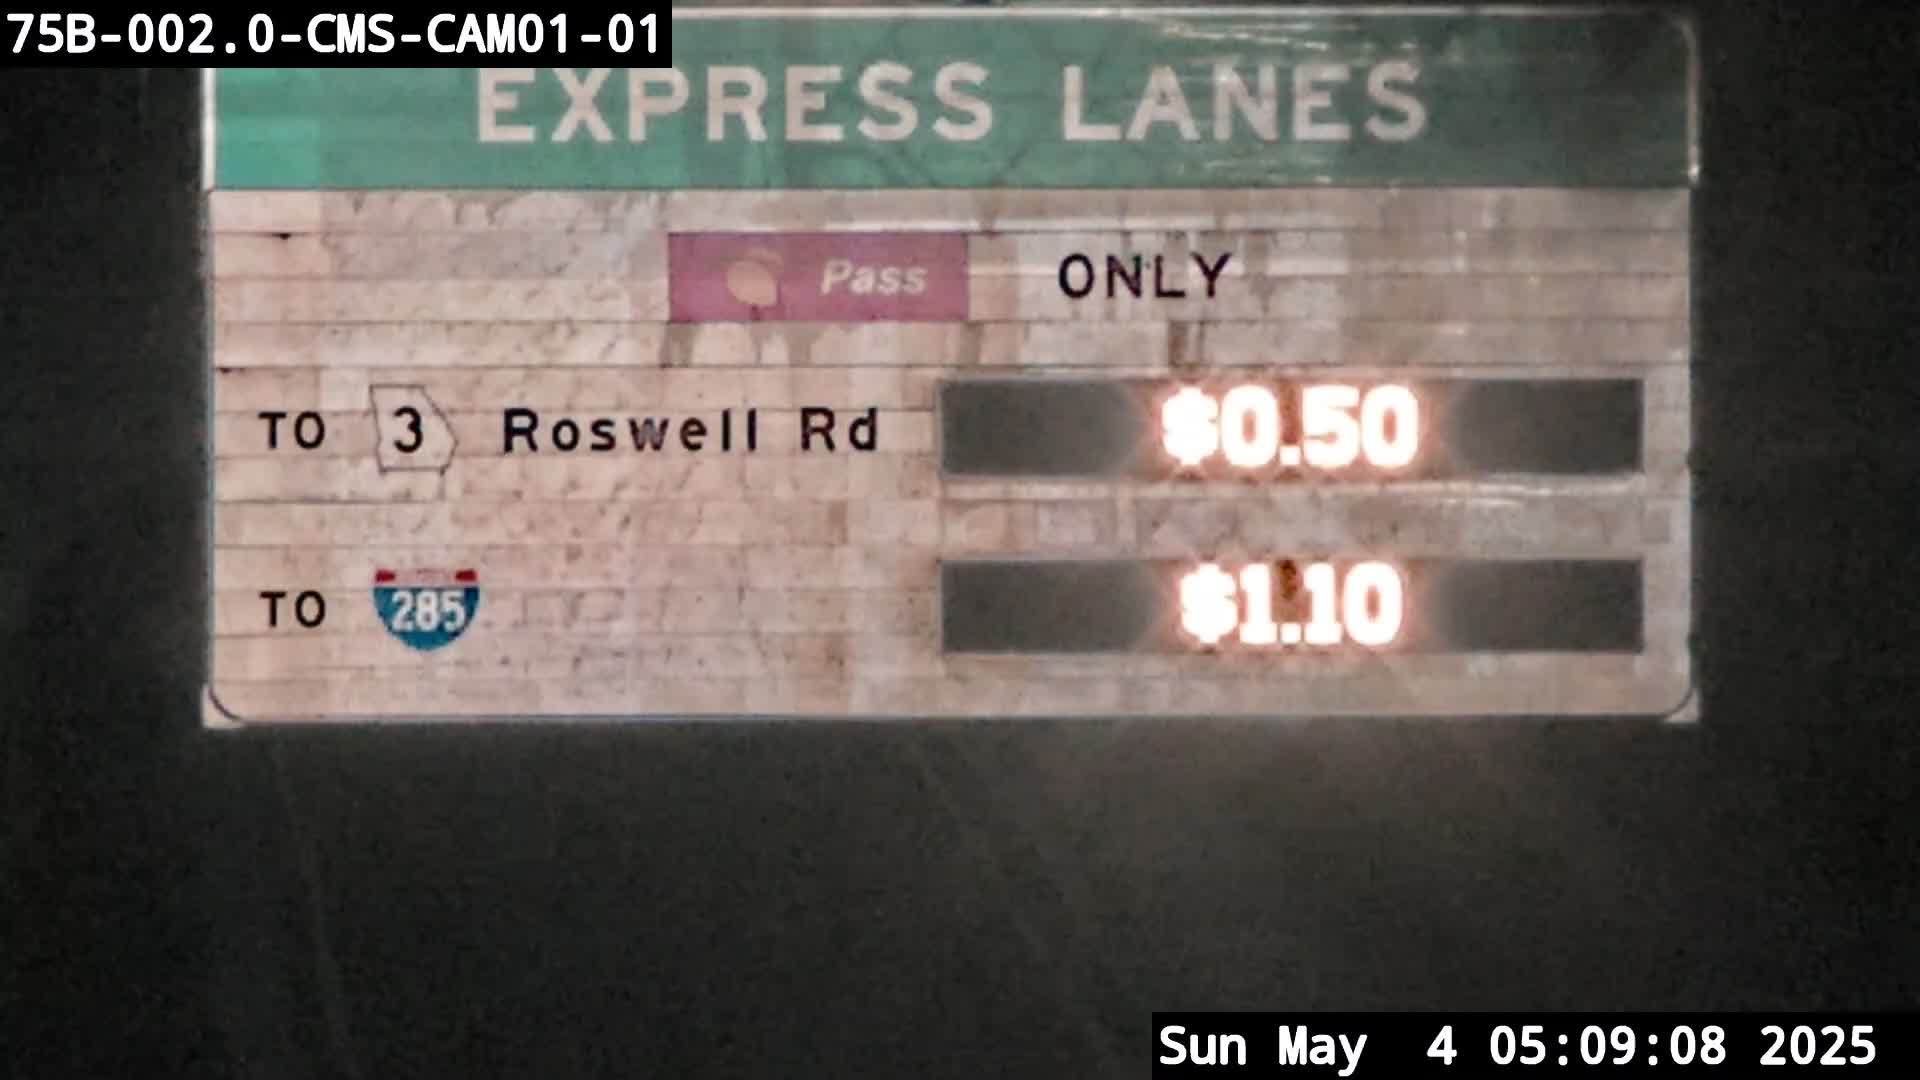 75B-002.0-CMS-CAM01-01
EXPRESS LANES
Pass ONLY
TO 3 Roswell Rd $0.50
TO 285 $1.10
Sun May 4 05:09:08 2025